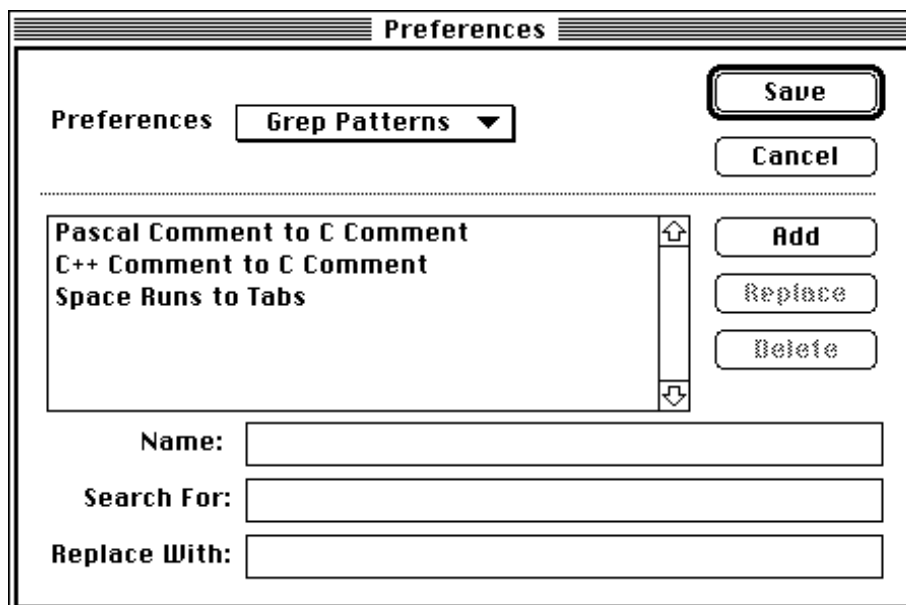 Preferences
Preferences Grep Patterns
Save
Cancel
Pascal Comment to C Comment
C++ Comment to C Comment
Space Runs to Tabs
Add
Replace
Delete
Name:
Search For:
Replace With: